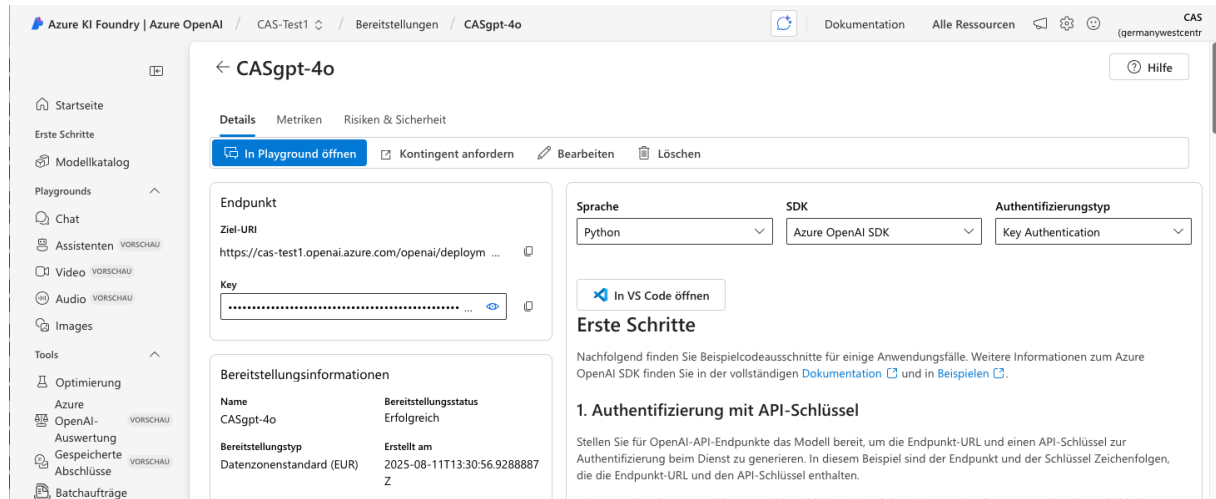 Azure KI Foundry | Azure OpenAI / CAS-Test1 / Bereitstellungen / CASgpt-4o
Dokumentation Alle Ressourcen CAS
(germanywestcentr
Startseite
Erste Schritte
Modellkatalog
Playgrounds
Chat
Assistenten VORSCHAU
Video VORSCHAU
Audio VORSCHAU
Images
Tools
Optimierung
Azure
OpenAI- VORSCHAU
Auswertung
Gespeicherte
Abschlüsse VORSCHAU
Batchaufträge
CASgpt-4o
Hilfe
Details Metriken Risiken & Sicherheit
In Playground öffnen Kontingent anfordern Bearbeiten Löschen
Endpunkt
Ziel-URI
https://cas-test1.openai.azure.com/openai/deploym ...
Key
•••••••••••••••••••••••••••••••••••••••••••••••• ...
Bereitstellungsinformationen
Name Bereitstellungsstatus
CASgpt-4o Erfolgreich
Bereitstellungstyp Erstellt am
Datenzonenstandard (EUR) 2025-08-11T13:30:56.9288887
Z
Sprache SDK Authentifizierungstyp
Python Azure OpenAI SDK Key Authentication
In VS Code öffnen
Erste Schritte
Nachfolgend finden Sie Beispielcodeausschnitte für einige Anwendungsfälle. Weitere Informationen zum Azure
OpenAI SDK finden Sie in der vollständigen Dokumentation und in Beispielen.
1. Authentifizierung mit API-Schlüssel
Stellen Sie für OpenAI-API-Endpunkte das Modell bereit, um die Endpunkt-URL und einen API-Schlüssel zur
Authentifizierung beim Dienst zu generieren. In diesem Beispiel sind der Endpunkt und der Schlüssel Zeichenfolgen,
die die Endpunkt-URL und den API-Schlüssel enthalten.